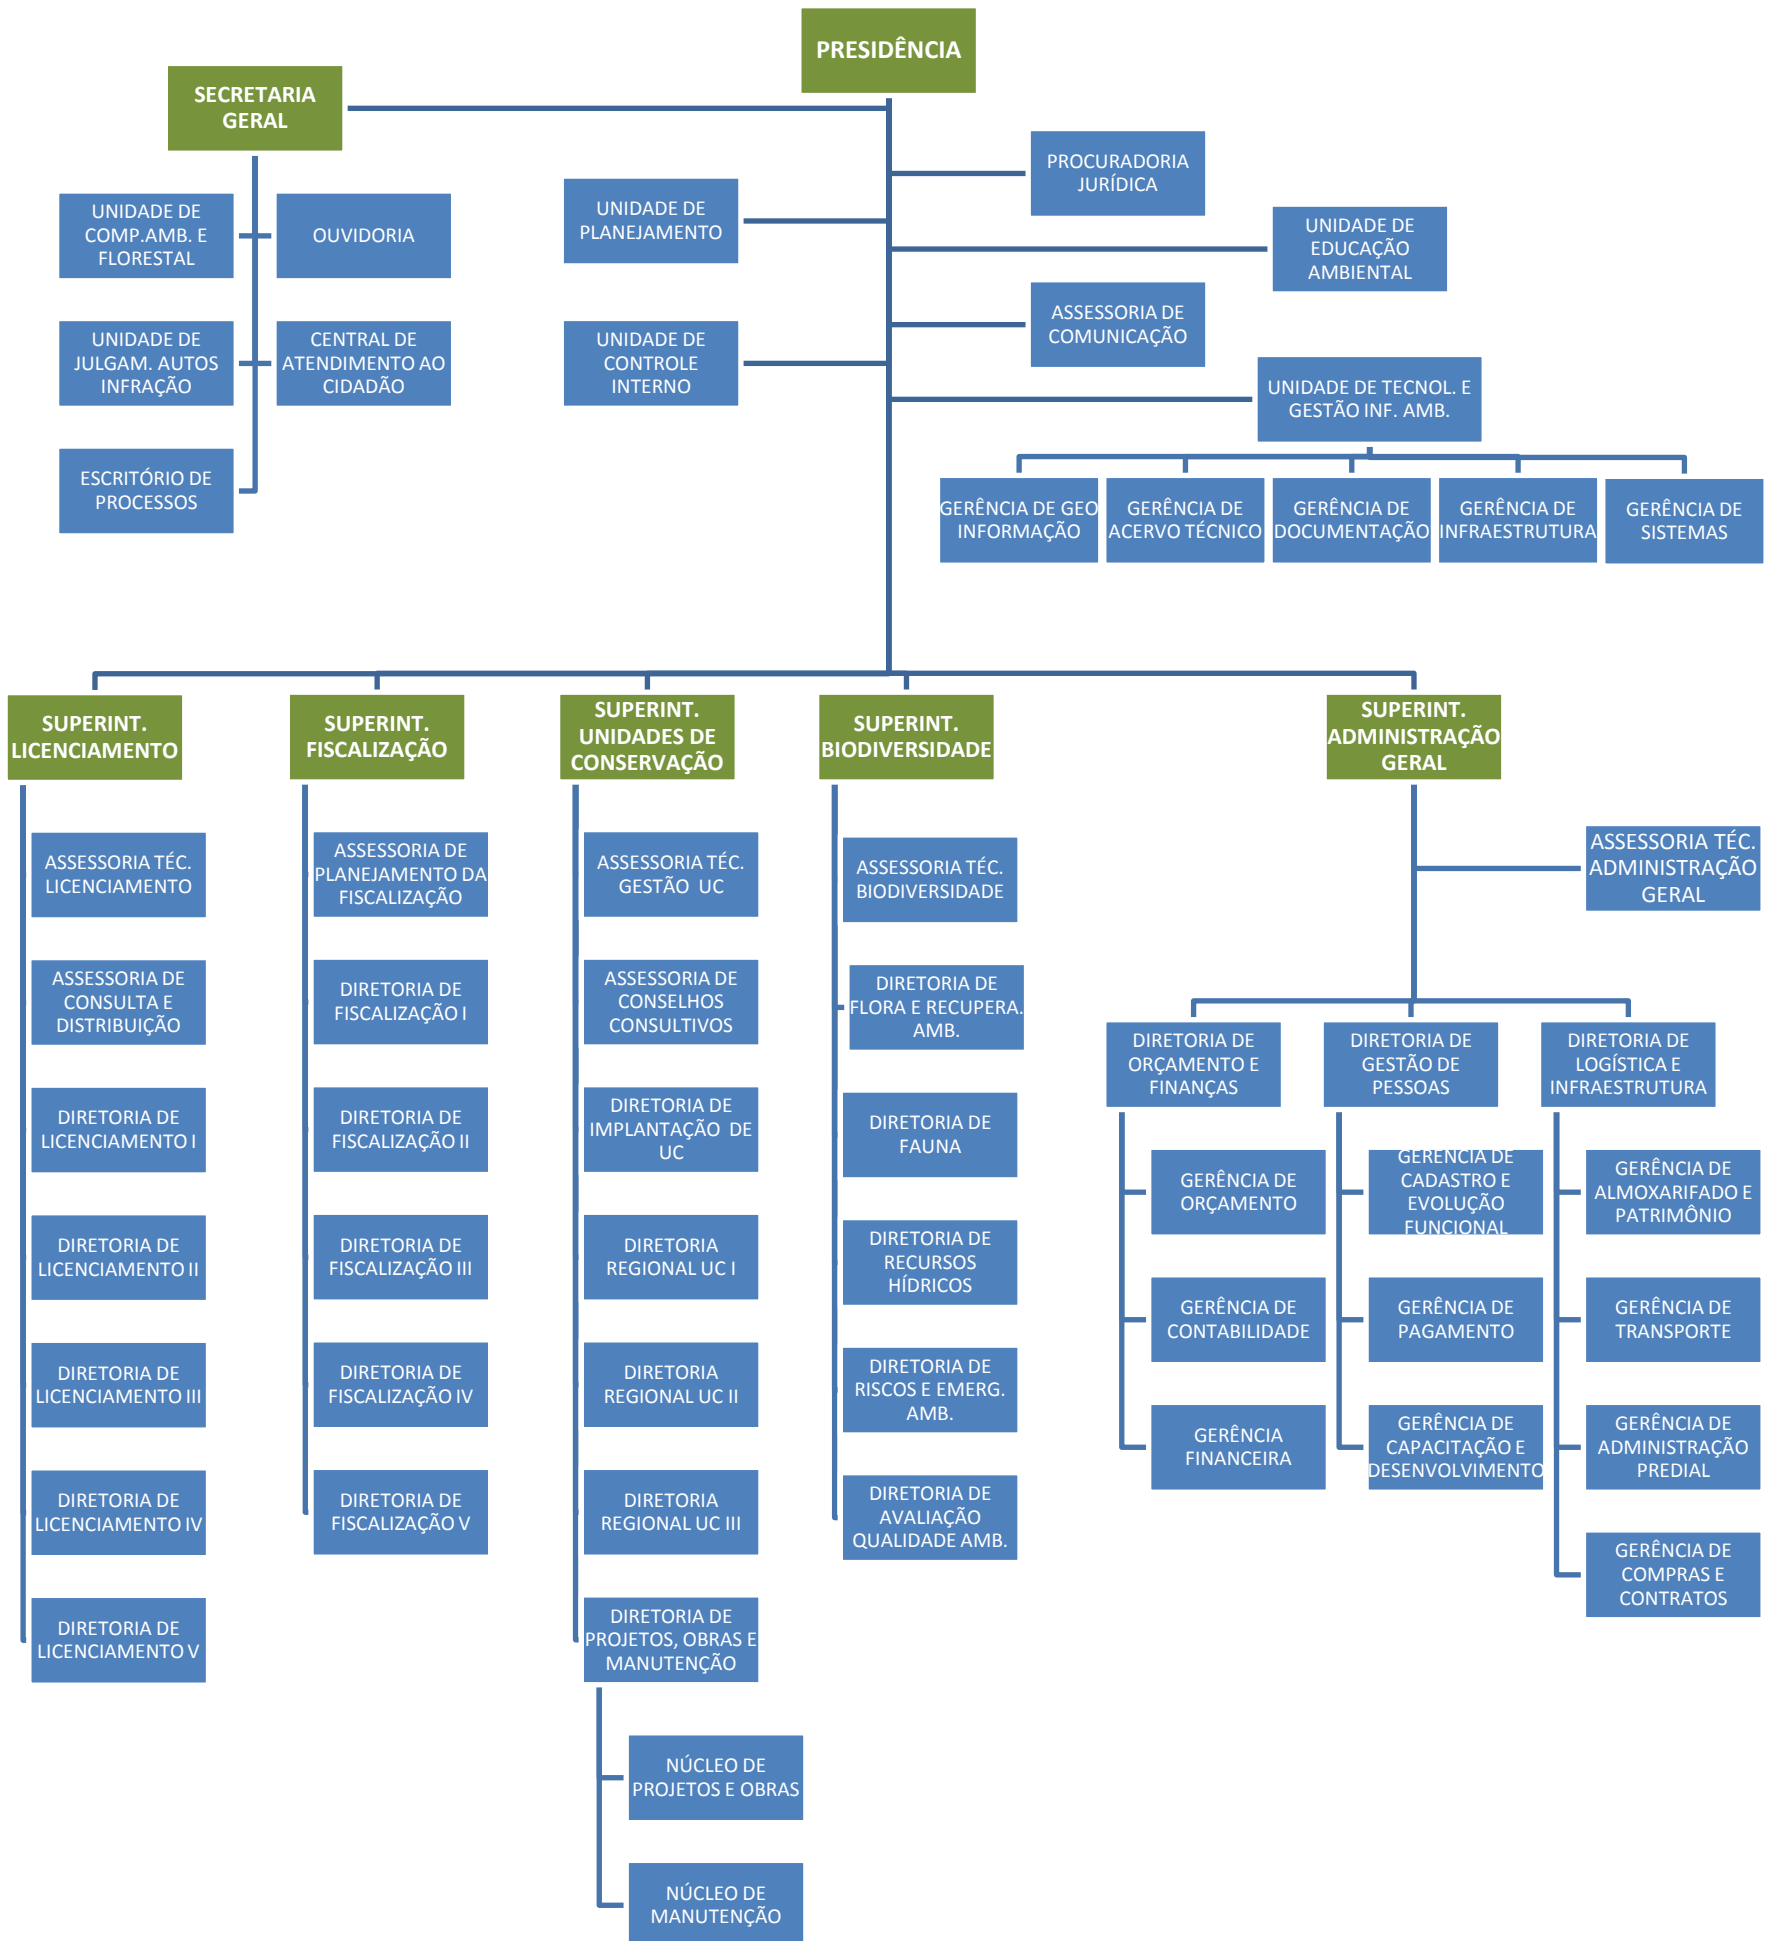 PRESIDÊNCIA
SECRETARIA
GERAL
PROCURADORIA
JURÍDICA
UNIDADE DE
COMP.AMB. E
FLORESTAL
OUVIDORIA
UNIDADE DE
PLANEJAMENTO
UNIDADE DE
EDUCAÇÃO
AMBIENTAL
ASSESSORIA DE
COMUNICAÇÃO
UNIDADE DE
JULGAM. AUTOS
INFRAÇÃO
CENTRAL DE
ATENDIMENTO AO
CIDADÃO
UNIDADE DE
CONTROLE
INTERNO
UNIDADE DE TECNOL. E
GESTÃO INF. AMB.
ESCRITÓRIO DE
PROCESSOS
GERÊNCIA DE GEO
INFORMAÇÃO
GERÊNCIA DE
ACERVO TÉCNICO
GERÊNCIA DE
DOCUMENTAÇÃO
GERÊNCIA DE
INFRAESTRUTURA
GERÊNCIA DE
SISTEMAS
SUPERINT.
LICENCIAMENTO
SUPERINT.
FISCALIZAÇÃO
SUPERINT.
UNIDADES DE
CONSERVAÇÃO
SUPERINT.
BIODIVERSIDADE
SUPERINT.
ADMINISTRAÇÃO
GERAL
ASSESSORIA TÉC.
LICENCIAMENTO
ASSESSORIA DE
CONSULTA E
DISTRIBUIÇÃO
DIRETORIA DE
LICENCIAMENTO I
DIRETORIA DE
LICENCIAMENTO II
DIRETORIA DE
LICENCIAMENTO III
DIRETORIA DE
LICENCIAMENTO IV
DIRETORIA DE
LICENCIAMENTO V
ASSESSORIA DE
PLANEJAMENTO DA
FISCALIZAÇÃO
DIRETORIA DE
FISCALIZAÇÃO I
DIRETORIA DE
FISCALIZAÇÃO II
DIRETORIA DE
FISCALIZAÇÃO III
DIRETORIA DE
FISCALIZAÇÃO IV
DIRETORIA DE
FISCALIZAÇÃO V
ASSESSORIA TÉC.
GESTÃO UC
ASSESSORIA DE
CONSELHOS
CONSULTIVOS
DIRETORIA DE
IMPLANTAÇÃO DE
UC
DIRETORIA
REGIONAL UC I
DIRETORIA
REGIONAL UC II
DIRETORIA
REGIONAL UC III
DIRETORIA DE
PROJETOS, OBRAS E
MANUTENÇÃO
NÚCLEO DE
PROJETOS E OBRAS
NÚCLEO DE
MANUTENÇÃO
ASSESSORIA TÉC.
BIODIVERSIDADE
DIRETORIA DE
FLORA E RECUPERA.
AMB.
DIRETORIA DE
FAUNA
DIRETORIA DE
RECURSOS
HÍDRICOS
DIRETORIA DE
RISCOS E EMERG.
AMB.
DIRETORIA DE
AVALIAÇÃO
QUALIDADE AMB.
ASSESSORIA TÉC.
ADMINISTRAÇÃO
GERAL
DIRETORIA DE
ORÇAMENTO E
FINANÇAS
GERÊNCIA DE
ORÇAMENTO
GERÊNCIA DE
CONTABILIDADE
GERÊNCIA
FINANCEIRA
DIRETORIA DE
GESTÃO DE
PESSOAS
GERÊNCIA DE
CADASTRO E
EVOLUÇÃO
FUNCIONAL
GERÊNCIA DE
PAGAMENTO
GERÊNCIA DE
CAPACITAÇÃO E
DESENVOLVIMENTO
DIRETORIA DE
LOGÍSTICA E
INFRAESTRUTURA
GERÊNCIA DE
ALMOXARIFADO E
PATRIMÔNIO
GERÊNCIA DE
TRANSPORTE
GERÊNCIA DE
ADMINISTRAÇÃO
PREDIAL
GERÊNCIA DE
COMPRAS E
CONTRATOS